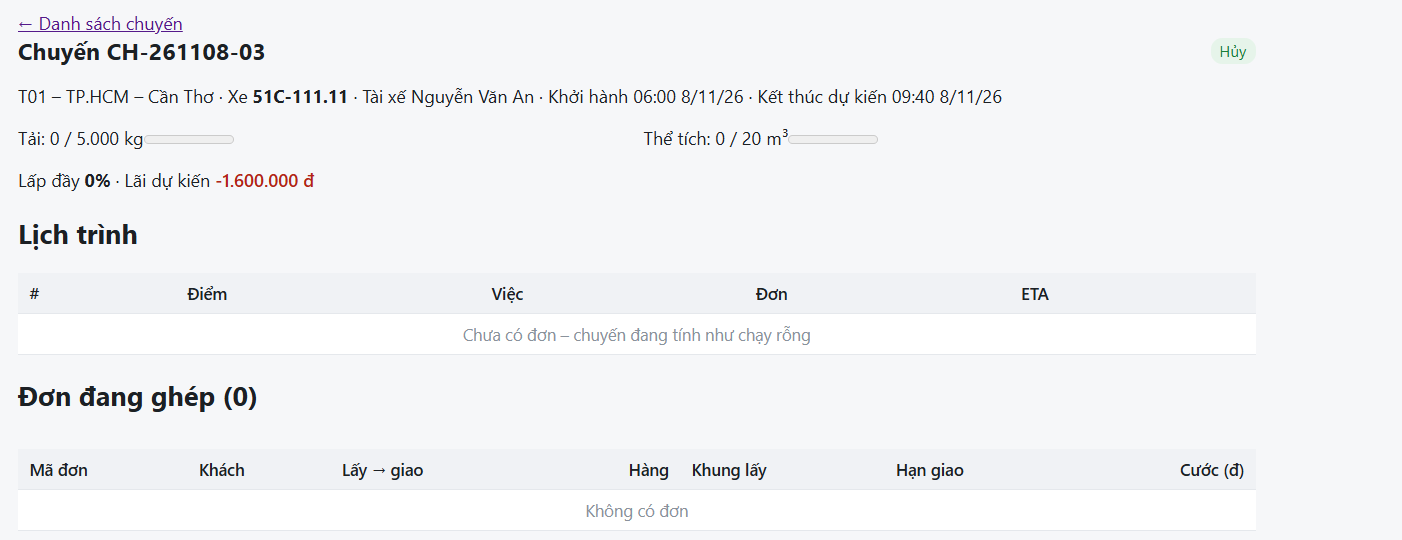 ← Danh sách chuyến
Chuyến CH-261108-03 Hủy
T01 – TP.HCM – Cần Thơ · Xe 51C-111.11 · Tài xế Nguyễn Văn An · Khởi hành 06:00 8/11/26 · Kết thúc dự kiến 09:40 8/11/26
Tải: 0 / 5.000 kg Thể tích: 0 / 20 m³
Lấp đầy 0% · Lãi dự kiến -1.600.000 đ
Lịch trình
# Điểm Việc Đơn ETA
Chưa có đơn – chuyến đang tính như chạy rỗng
Đơn đang ghép (0)
Mã đơn Khách Lấy → giao Hàng Khung lấy Hạn giao Cước (đ)
Không có đơn